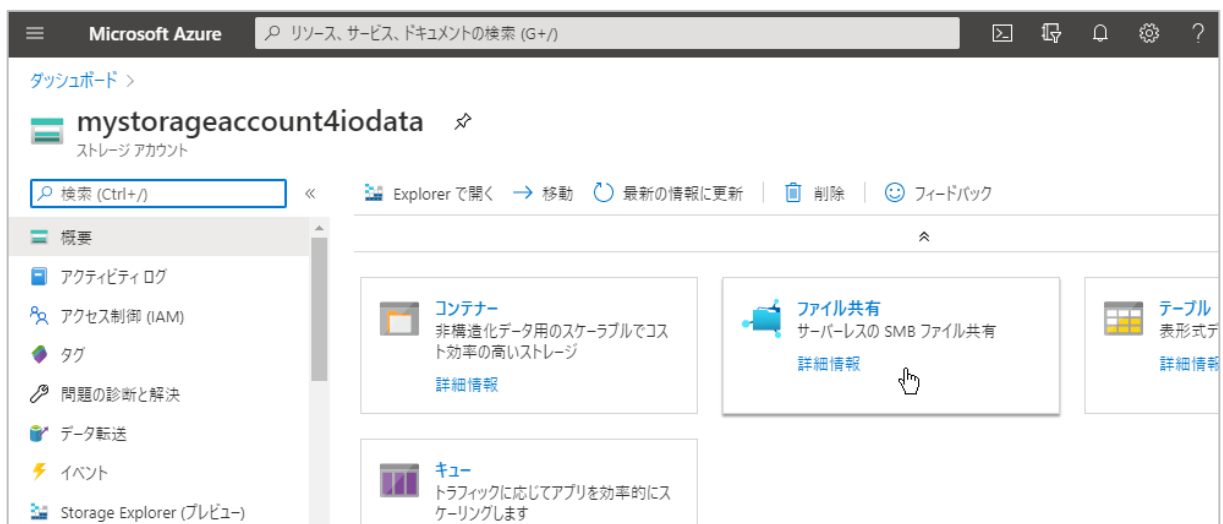 Microsoft Azure
リソース、サービス、ドキュメントの検索 (G+/)
ダッシュボード >
mystorageaccount4iodata
ストレージ アカウント
検索 (Ctrl+/)
«
Explorer で開く
移動
最新の情報に更新
削除
フィードバック
概要
アクティビティ ログ
アクセス制御 (IAM)
タグ
問題の診断と解決
データ転送
イベント
Storage Explorer (プレビュー)
コンテナー
非構造化データ用のスケーラブルでコス
ト効率の高いストレージ
詳細情報
ファイル共有
サーバーレスの SMB ファイル共有
詳細情報
テーブル
表形式デ
詳細情報
キュー
トラフィックに応じてアプリを効率的にス
ケーリングします